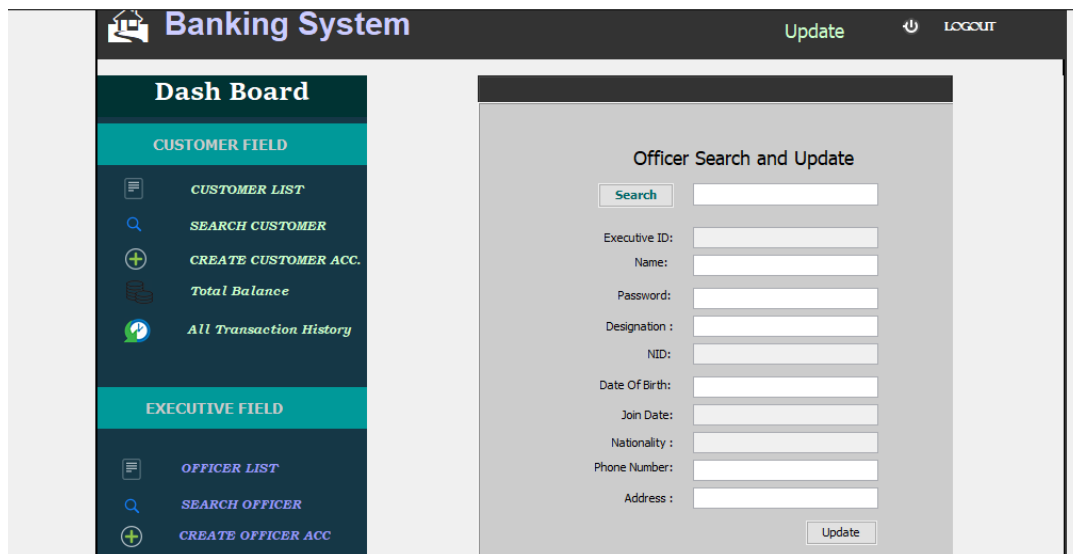 Banking System
Update
LOGOUT
Dash Board
CUSTOMER FIELD
CUSTOMER LIST
SEARCH CUSTOMER
CREATE CUSTOMER ACC.
Total Balance
All Transaction History
EXECUTIVE FIELD
OFFICER LIST
SEARCH OFFICER
CREATE OFFICER ACC
Officer Search and Update
Search
Executive ID:
Name:
Password:
Designation :
NID:
Date Of Birth:
Join Date:
Nationality :
Phone Number:
Address :
Update